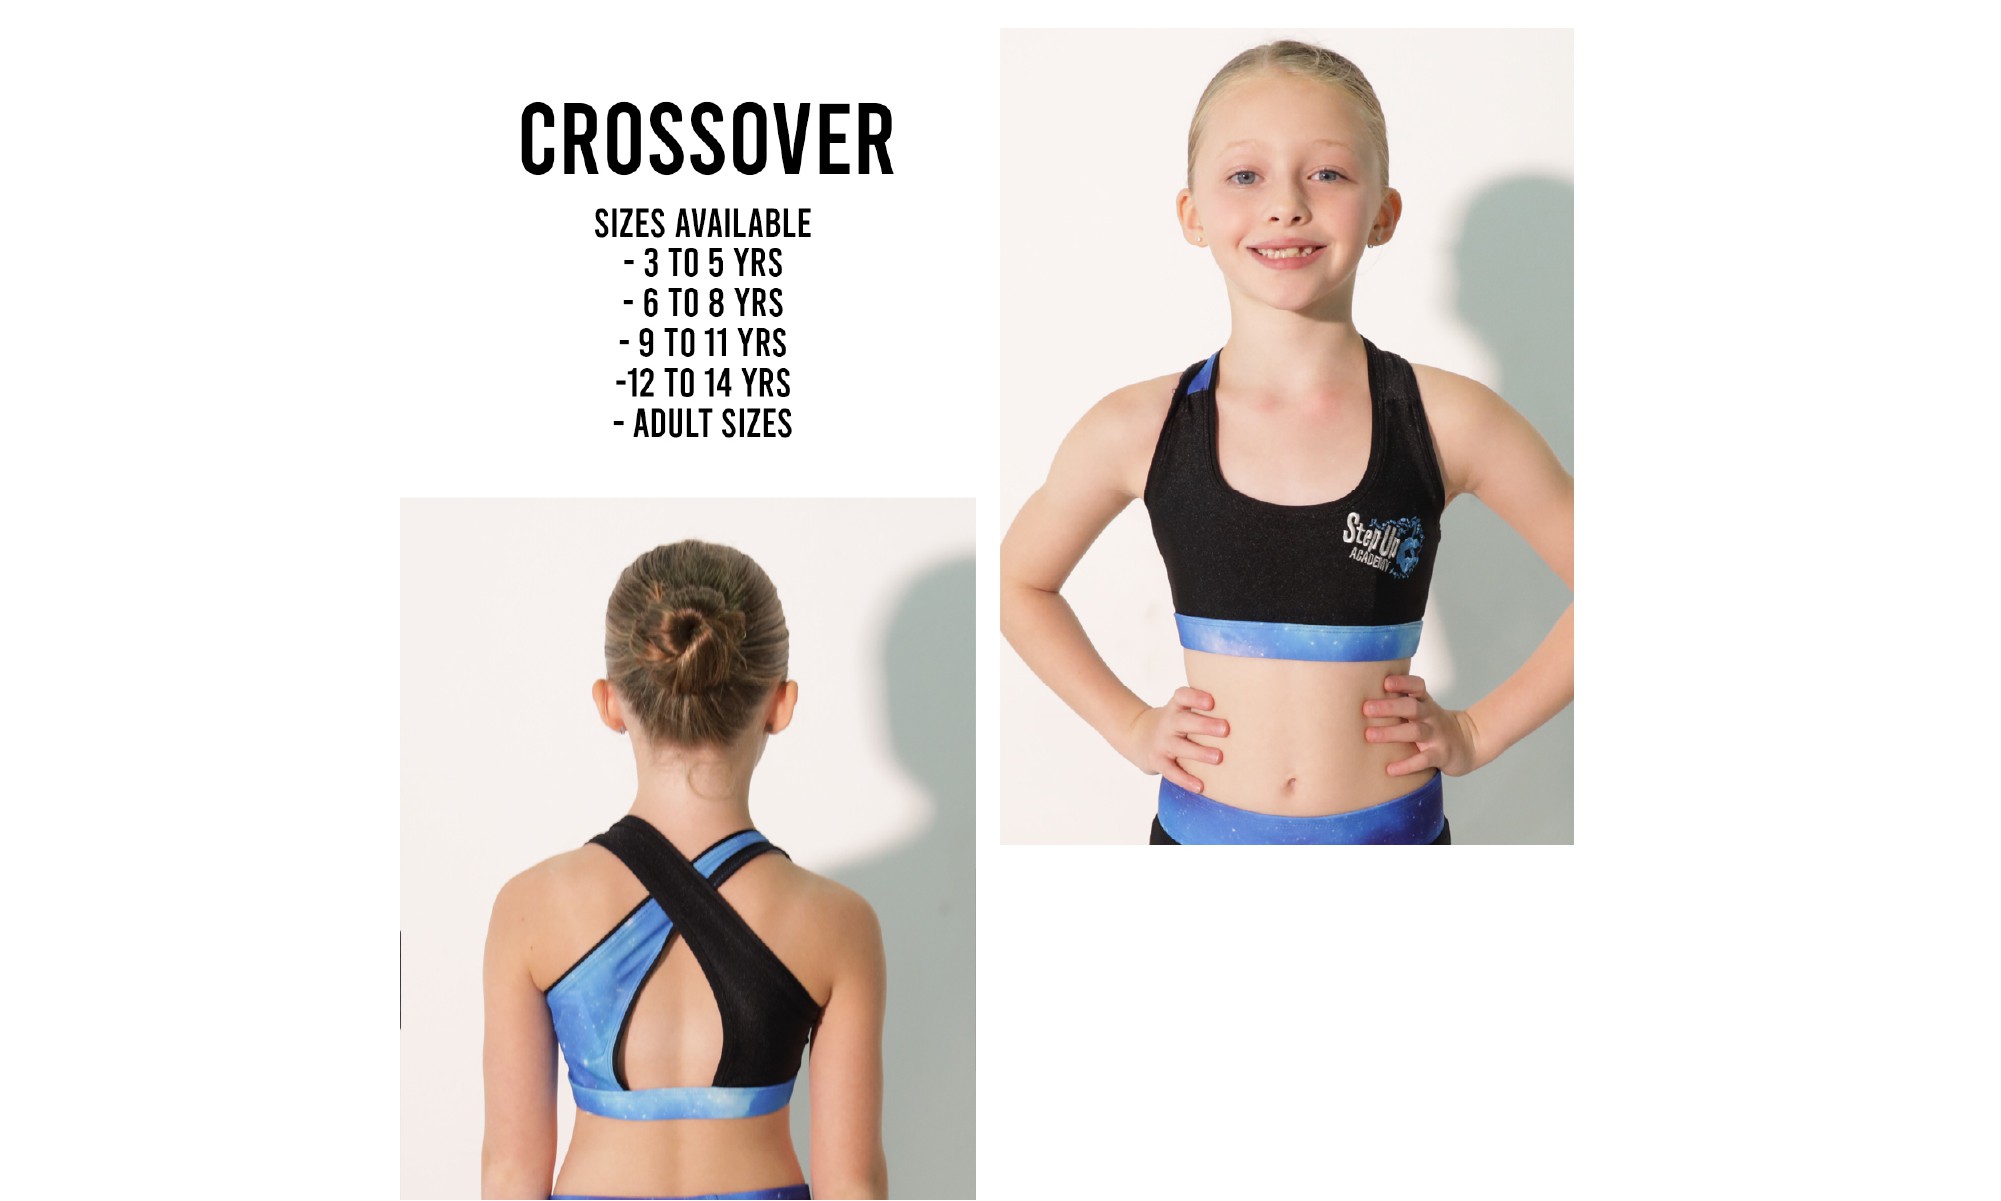 CROSSOVER
SIZES AVAILABLE
- 3 TO 5 YRS
- 6 TO 8 YRS
- 9 TO 11 YRS
-12 TO 14 YRS
- ADULT SIZES
Step Up
ACADEMY